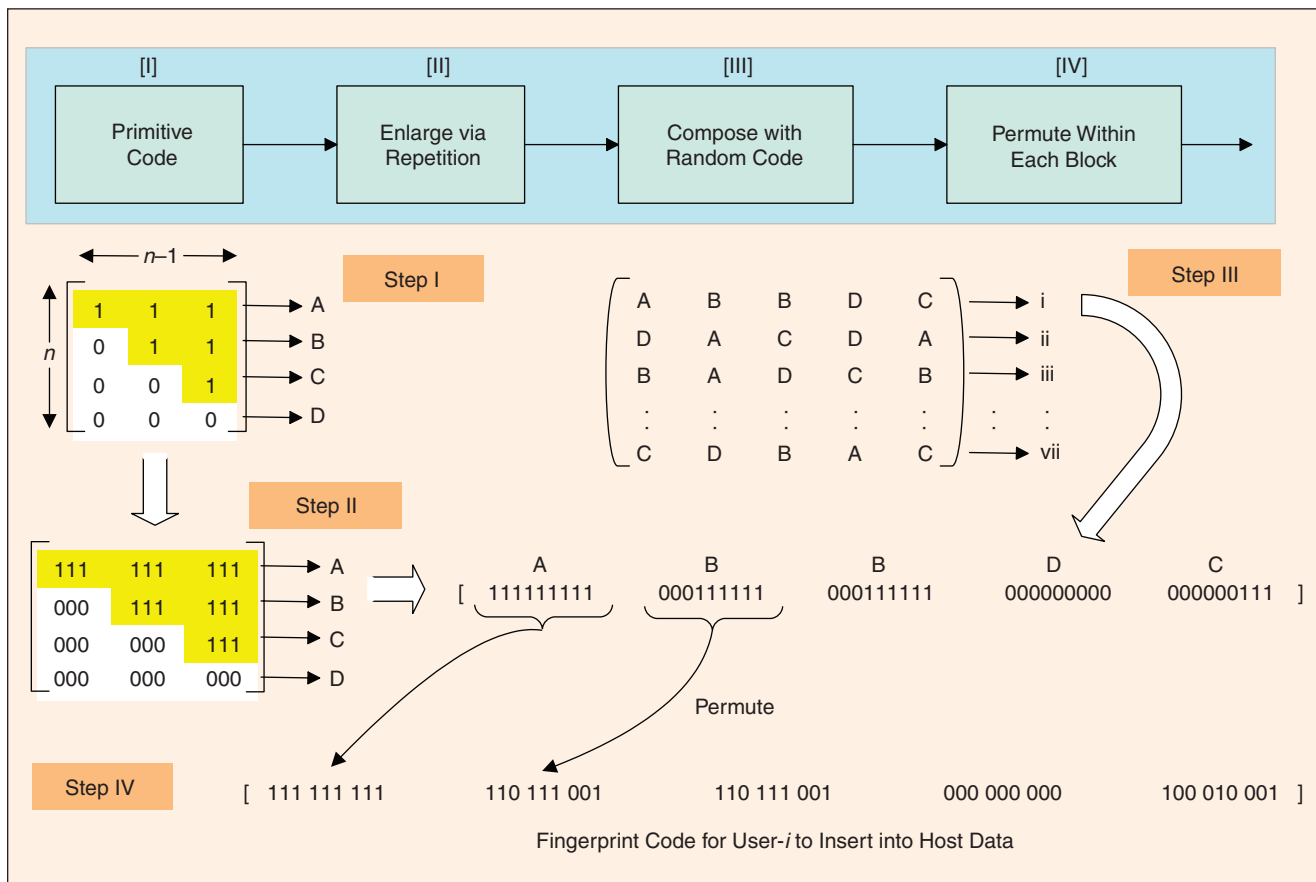 [I] [II] [III] [IV]
Primitive Code
Enlarge via Repetition
Compose with Random Code
Permute Within Each Block
n–1
n
Step I
1 1 1 A
0 1 1 B
0 0 1 C
0 0 0 D
Step III
A B B D C i
D A C D A ii
B A D C B iii
. . . . . . .
. . . . . . .
C D B A C vii
Step II
111 111 111 A
000 111 111 B
000 000 111 C
000 000 000 D
A B B D C
[ 111111111 000111111 000111111 000000000 000000111 ]
Permute
Step IV
[ 111 111 111 110 111 001 110 111 001 000 000 000 100 010 001 ]
Fingerprint Code for User-i to Insert into Host Data